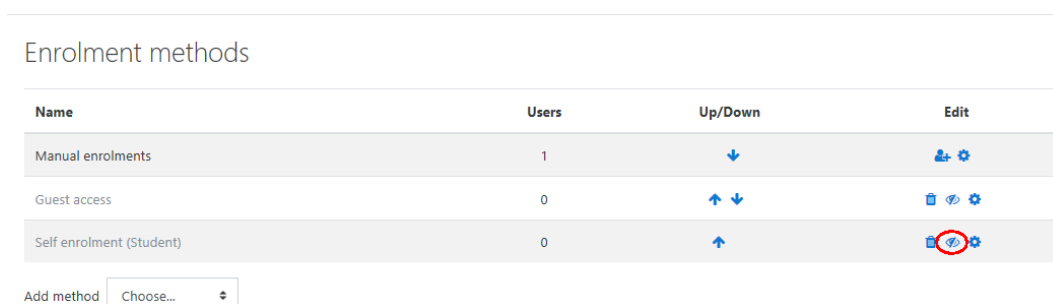 Enrolment methods
Name Users Up/Down Edit
Manual enrolments 1
Guest access 0
Self enrolment (Student) 0
Add method Choose...